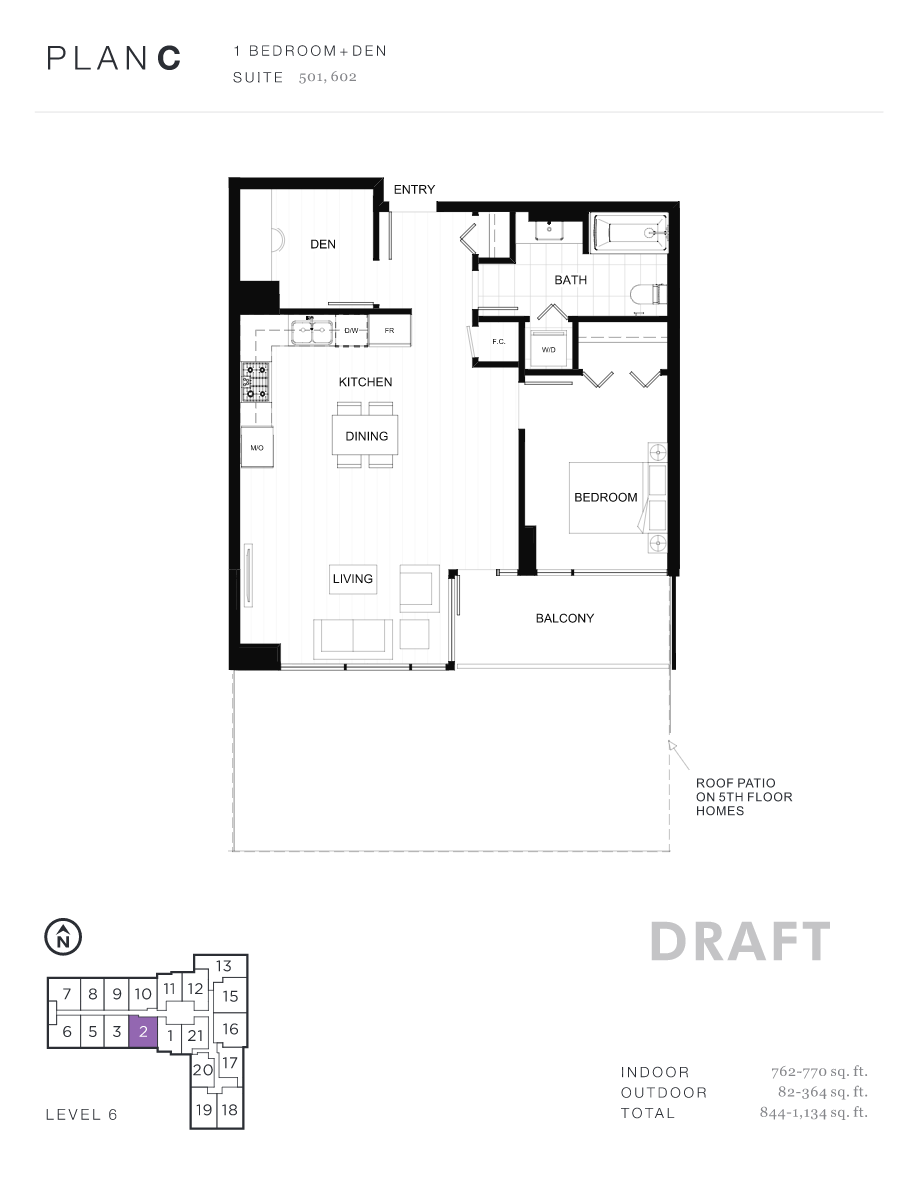 PLAN C
1 BEDROOM + DEN
SUITE 501, 602
ENTRY
DEN
BATH
D/W
FR
F.C.
W/D
KITCHEN
DINING
M/O
BEDROOM
LIVING
BALCONY
ROOF PATIO
ON 5TH FLOOR
HOMES
N
DRAFT
13
7 8 9 10 11 12
15
6 5 3 2 1 21 16
20 17
19 18
LEVEL 6
INDOOR 762-770 sq. ft.
OUTDOOR 82-364 sq. ft.
TOTAL 844-1,134 sq. ft.